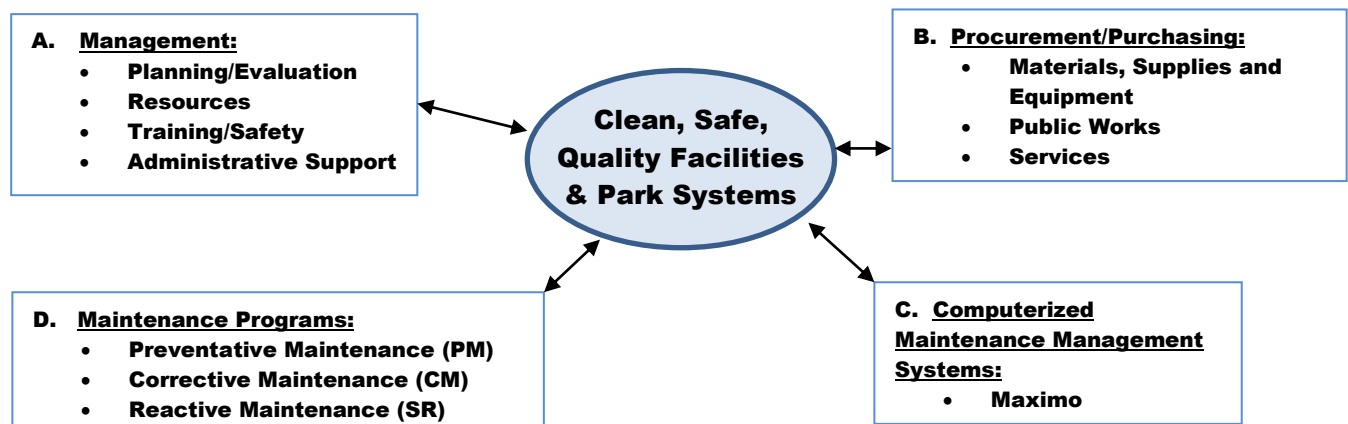 A. Management:
• Planning/Evaluation
• Resources
• Training/Safety
• Administrative Support
B. Procurement/Purchasing:
• Materials, Supplies and
Equipment
• Public Works
• Services
Clean, Safe,
Quality Facilities
& Park Systems
D. Maintenance Programs:
• Preventative Maintenance (PM)
• Corrective Maintenance (CM)
• Reactive Maintenance (SR)
C. Computerized
Maintenance Management
Systems:
• Maximo